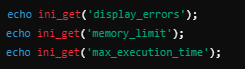 echo ini_get('display_errors');
echo ini_get('memory_limit');
echo ini_get('max_execution_time');